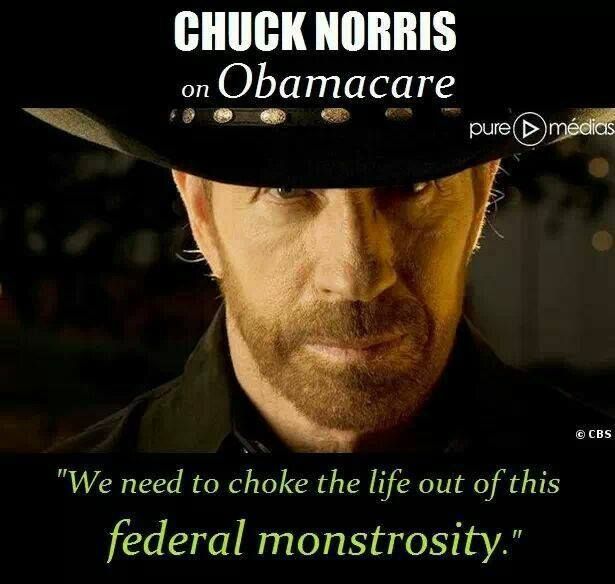 CHUCK NORRIS
on Obamacare
pure médias
© CBS
"We need to choke the life out of this
federal monstrosity."